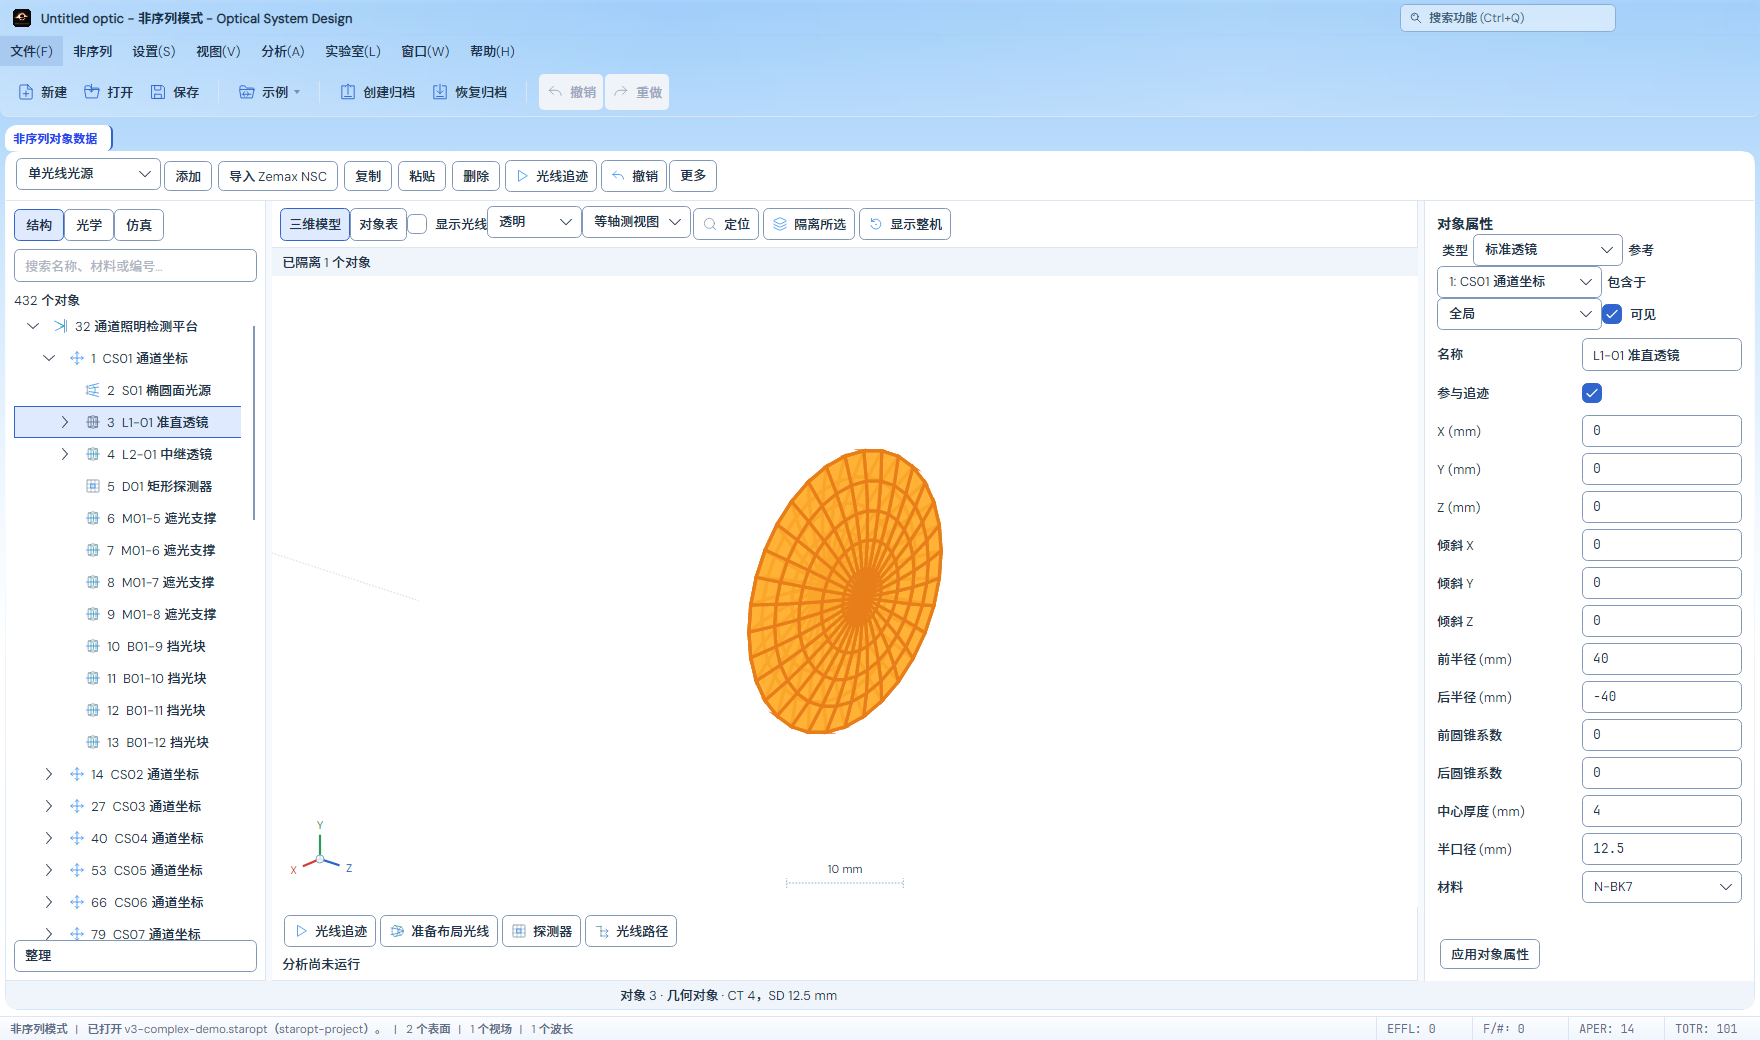 Untitled optic - 非序列模式 - Optical System Design
搜索功能 (Ctrl+Q)
文件(F) 非序列 设置(S) 视图(V) 分析(A) 实验室(L) 窗口(W) 帮助(H)
新建 打开 保存 示例 创建归档 恢复归档 撤销 重做
非序列对象数据
单光线光源 添加 导入 Zemax NSC 复制 粘贴 删除 光线追迹 撤销 更多
结构 光学 仿真
搜索名称、材料或编号...
432 个对象
32 通道照明检测平台
1 CS01 通道坐标
2 S01 椭圆面光源
3 L1-01 准直透镜
4 L2-01 中继透镜
5 D01 矩形探测器
6 M01-5 遮光支撑
7 M01-6 遮光支撑
8 M01-7 遮光支撑
9 M01-8 遮光支撑
10 B01-9 挡光块
11 B01-10 挡光块
12 B01-11 挡光块
13 B01-12 挡光块
14 CS02 通道坐标
27 CS03 通道坐标
40 CS04 通道坐标
53 CS05 通道坐标
66 CS06 通道坐标
79 CS07 通道坐标
整理
三维模型 对象表 显示光线 透明 等轴测视图 定位 隔离所选 显示整机
已隔离 1 个对象
Y
X
Z
10 mm
光线追迹 准备布局光线 探测器 光线路径
分析尚未运行
对象属性
类型 标准透镜 参考
1: CS01 通道坐标 包含于
全局 可见
名称 L1-01 准直透镜
参与追迹
X (mm) 0
Y (mm) 0
Z (mm) 0
倾斜 X 0
倾斜 Y 0
倾斜 Z 0
前半径 (mm) 40
后半径 (mm) -40
前圆锥系数 0
后圆锥系数 0
中心厚度 (mm) 4
半口径 (mm) 12.5
材料 N-BK7
应用对象属性
对象 3 · 几何对象 · CT 4，SD 12.5 mm
非序列模式 | 已打开 v3-complex-demo.staropt（staropt-project）。 | 2 个表面 | 1 个视场 | 1 个波长
EFFL: 0 F/#: 0 APER: 14 TOTR: 101